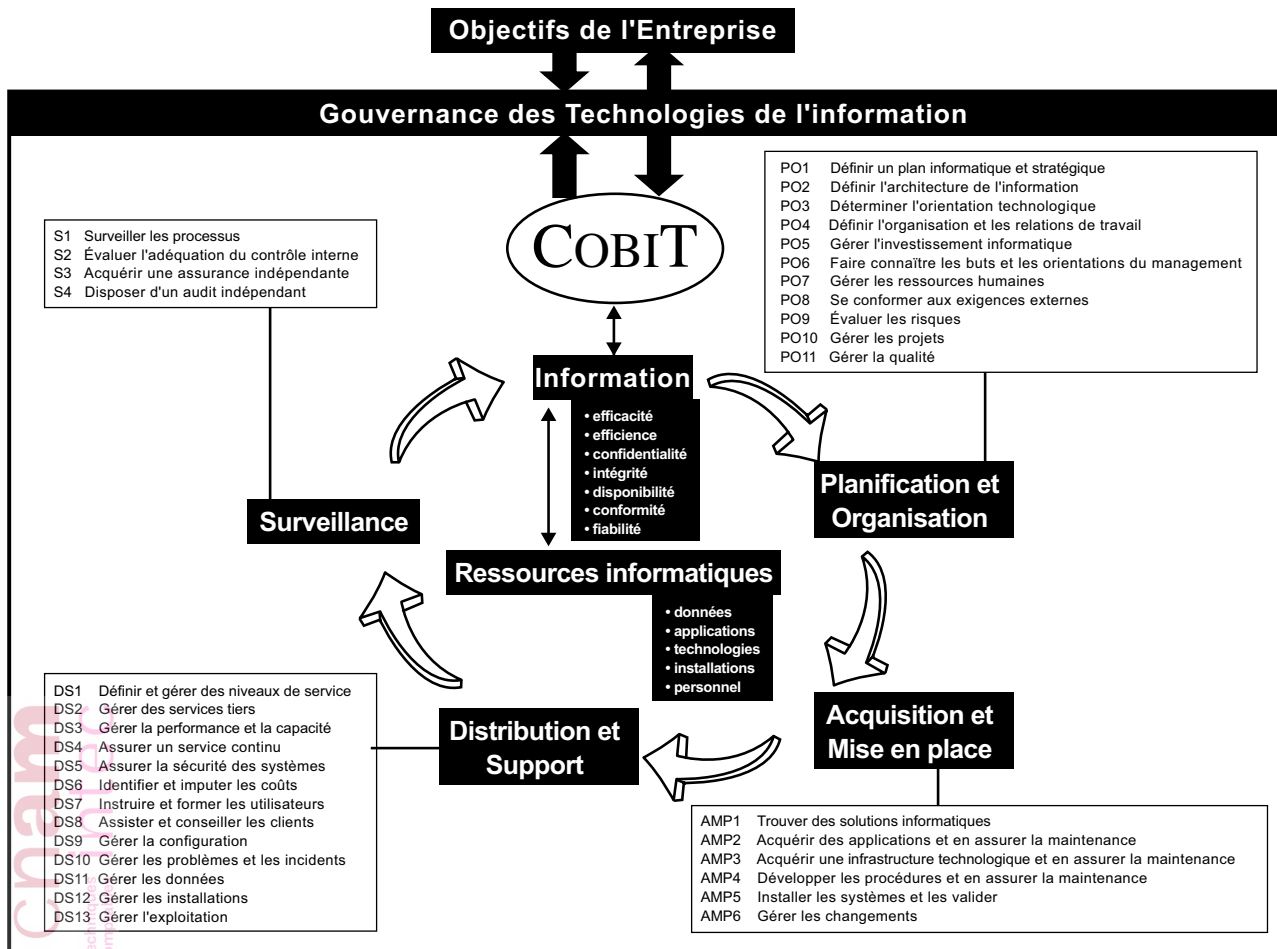 Objectifs de l'Entreprise
Gouvernance des Technologies de l'information
COBIT
S1 Surveiller les processus
S2 Évaluer l'adéquation du contrôle interne
S3 Acquérir une assurance indépendante
S4 Disposer d'un audit indépendant
PO1 Définir un plan informatique et stratégique
PO2 Définir l'architecture de l'information
PO3 Déterminer l'orientation technologique
PO4 Définir l'organisation et les relations de travail
PO5 Gérer l'investissement informatique
PO6 Faire connaître les buts et les orientations du management
PO7 Gérer les ressources humaines
PO8 Se conformer aux exigences externes
PO9 Évaluer les risques
PO10 Gérer les projets
PO11 Gérer la qualité
Information
• efficacité
• efficience
• confidentialité
• intégrité
• disponibilité
• conformité
• fiabilité
Planification et
Organisation
Surveillance
Ressources informatiques
• données
• applications
• technologies
• installations
• personnel
Distribution et
Support
Acquisition et
Mise en place
DS1 Définir et gérer des niveaux de service
DS2 Gérer des services tiers
DS3 Gérer la performance et la capacité
DS4 Assurer un service continu
DS5 Assurer la sécurité des systèmes
DS6 Identifier et imputer les coûts
DS7 Instruire et former les utilisateurs
DS8 Assister et conseiller les clients
DS9 Gérer la configuration
DS10 Gérer les problèmes et les incidents
DS11 Gérer les données
DS12 Gérer les installations
DS13 Gérer l'exploitation
AMP1 Trouver des solutions informatiques
AMP2 Acquérir des applications et en assurer la maintenance
AMP3 Acquérir une infrastructure technologique et en assurer la maintenance
AMP4 Développer les procédures et en assurer la maintenance
AMP5 Installer les systèmes et les valider
AMP6 Gérer les changements
cnam
intec